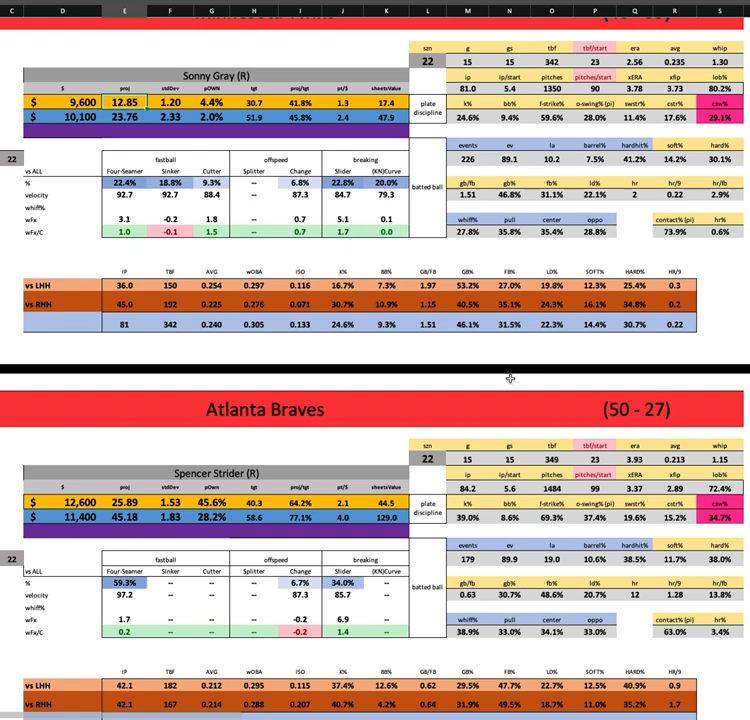 C D E F G H I J K L M N O P Q R S
szn g gs tbf tbf/start era avg whip
22 15 15 342 23 2.56 0.235 1.30
Sonny Gray (R) ip ip/start pitches pitches/start xERA xfip lob%
81.0 5.4 1350 90 3.78 3.73 80.2%
$ proj stdDev pOWN tgt proj/tgt pt/$ sheetsValue
$ 9,600 12.85 1.20 4.4% 30.7 41.8% 1.3 17.4 plate discipline k% bb% f-strike% o-swing% (pi) swstr% cstr% csw%
$ 10,100 23.76 2.33 2.0% 51.9 45.8% 2.4 47.9 24.6% 9.4% 59.6% 28.0% 11.4% 17.6% 29.1%
events ev la barrel% hardhit% soft% hard%
22 fastball offspeed breaking 226 89.1 10.2 7.5% 41.2% 14.2% 30.1%
vs ALL Four-Seamer Sinker Cutter Splitter Change Slider (KN)Curve
% 22.4% 18.8% 9.3% -- 6.8% 22.8% 20.0% batted ball gb/fb gb% fb% ld% hr hr/9 hr/fb
velocity 92.7 92.7 88.4 -- 87.3 84.7 79.3 1.51 46.8% 31.1% 22.1% 2 0.22 2.9%
whiff%
wFx 3.1 -0.2 1.8 0.7 5.1 0.1 whiff% pull center oppo contact% (pi) hr%
wFx/C 1.0 -0.1 1.5 -- 0.7 1.7 0.0 27.8% 35.8% 35.4% 28.8% 73.9% 0.6%
IP TBF AVG wOBA ISO K% BB% GB/FB GB% FB% LD% SOFT% HARD% HR/9
vs LHH 36.0 150 0.254 0.297 0.116 16.7% 7.3% 1.97 53.2% 27.0% 19.8% 12.3% 25.4% 0.3
vs RHH 45.0 192 0.225 0.276 0.071 30.7% 10.9% 1.15 40.5% 35.1% 24.3% 16.1% 34.8% 0.2
81 342 0.240 0.305 0.133 24.6% 9.3% 1.51 46.1% 31.5% 22.3% 14.4% 30.7% 0.22
Atlanta Braves (50 - 27)
szn g gs tbf tbf/start era avg whip
22 15 15 349 23 3.93 0.213 1.15
Spencer Strider (R) ip ip/start pitches pitches/start xERA xfip lob%
84.2 5.6 1484 99 3.37 2.89 72.4%
$ proj stdDev pOwn tgt proj/tgt pt/$ sheetsValue
$ 12,600 25.89 1.53 45.6% 40.3 64.2% 2.1 44.5 plate discipline k% bb% f-strike% o-swing% (pi) swstr% cstr% csw%
$ 11,400 45.18 1.83 28.2% 58.6 77.1% 4.0 129.0 39.0% 8.6% 69.3% 37.4% 19.6% 15.2% 34.7%
events ev la barrel% hardhit% soft% hard%
22 fastball offspeed breaking 179 89.9 19.0 10.6% 38.5% 11.7% 38.0%
vs ALL Four-Seamer Sinker Cutter Splitter Change Slider (KN)Curve
% 59.3% -- -- -- 6.7% 34.0% -- batted ball gb/fb gb% fb% ld% hr hr/9 hr/fb
velocity 97.2 -- -- -- 87.3 85.7 -- 0.63 30.7% 48.6% 20.7% 12 1.28 13.8%
whiff%
wFx 1.7 -0.2 6.9 whiff% pull center oppo contact% (pi) hr%
wFx/C 0.2 -- -- -- -0.2 1.4 -- 38.9% 33.0% 34.1% 33.0% 63.0% 3.4%
IP TBF AVG wOBA ISO K% BB% GB/FB GB% FB% LD% SOFT% HARD% HR/9
vs LHH 42.1 182 0.212 0.295 0.115 37.4% 12.6% 0.62 29.5% 47.7% 22.7% 12.5% 40.9% 0.9
vs RHH 42.1 167 0.214 0.288 0.207 40.7% 4.2% 0.64 31.9% 49.5% 18.7% 11.0% 35.2% 1.7